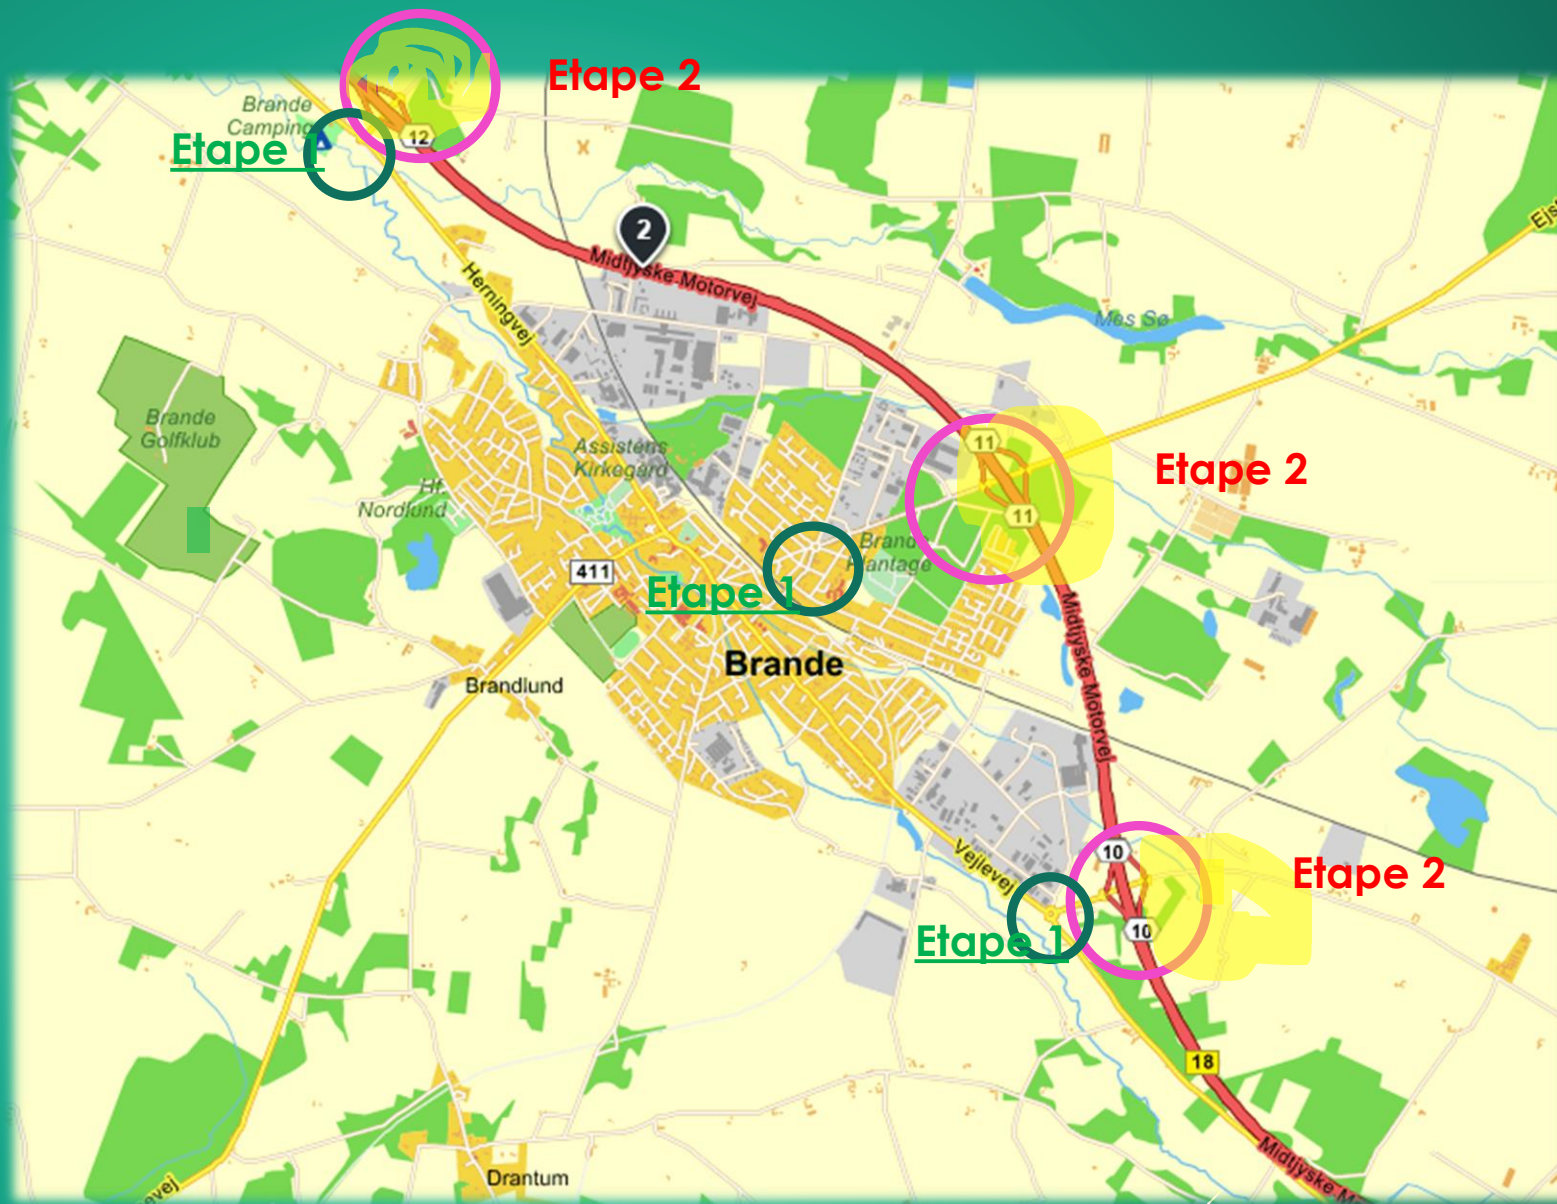 Etape 2
Brande
Camping
Etape 1
12
2
Midtjyske Motorvej
Herningvej
Mes Sø
Brande
Golfklub
Assistens
Kirkegård
11
Etape 2
Hf.
Nordlund
11
Brande
Plantage
411
Etape 1
Midtjyske Motorvej
Brande
Brandlund
10
Vejlevej
Etape 2
10
Etape 1
18
Midtjyske M
Drantum
evej